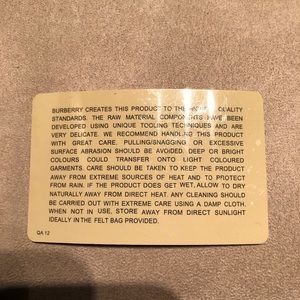 BURBERRY CREATES THIS PRODUCT TO THE HIGHEST QUALITY
STANDARDS. THE RAW MATERIAL COMPONENTS HAVE BEEN
DEVELOPED USING UNIQUE TOOLING TECHNIQUES AND ARE
VERY DELICATE. WE RECOMMEND HANDLING THIS PRODUCT
WITH GREAT CARE. PULLING/SNAGGING OR EXCESSIVE
SURFACE ABRASION SHOULD BE AVOIDED. DEEP OR BRIGHT
COLOURS COULD TRANSFER ONTO LIGHT COLOURED
GARMENTS. CARE SHOULD BE TAKEN TO KEEP THE PRODUCT
AWAY FROM EXTREME SOURCES OF HEAT AND TO PROTECT
FROM RAIN. IF THE PRODUCT DOES GET WET, ALLOW TO DRY
NATURALLY AWAY FROM DIRECT HEAT. ANY CLEANING SHOULD
BE CARRIED OUT WITH EXTREME CARE USING A DAMP CLOTH.
WHEN NOT IN USE, STORE AWAY FROM DIRECT SUNLIGHT
IDEALLY IN THE FELT BAG PROVIDED.
QA 12